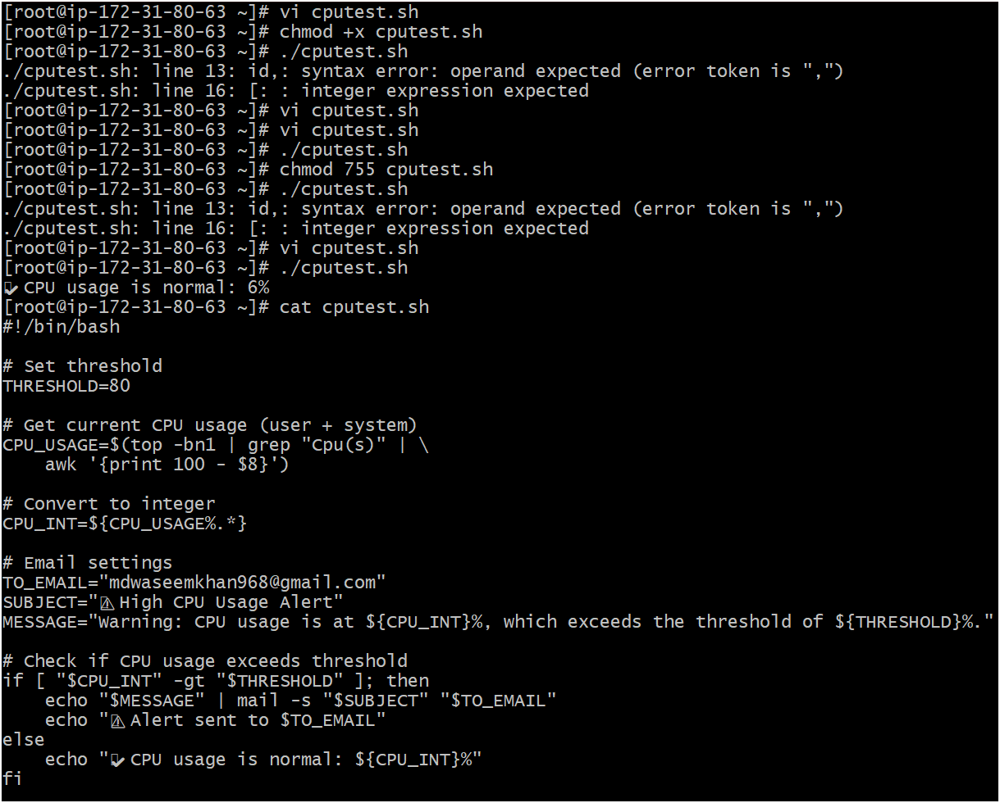 [root@ip-172-31-80-63 ~]# vi cputest.sh
[root@ip-172-31-80-63 ~]# chmod +x cputest.sh
[root@ip-172-31-80-63 ~]# ./cputest.sh
./cputest.sh: line 13: id,: syntax error: operand expected (error token is ",")
./cputest.sh: line 16: [: : integer expression expected
[root@ip-172-31-80-63 ~]# vi cputest.sh
[root@ip-172-31-80-63 ~]# vi cputest.sh
[root@ip-172-31-80-63 ~]# ./cputest.sh
[root@ip-172-31-80-63 ~]# chmod 755 cputest.sh
[root@ip-172-31-80-63 ~]# ./cputest.sh
./cputest.sh: line 13: id,: syntax error: operand expected (error token is ",")
./cputest.sh: line 16: [: : integer expression expected
[root@ip-172-31-80-63 ~]# vi cputest.sh
[root@ip-172-31-80-63 ~]# ./cputest.sh
✅ CPU usage is normal: 6%
[root@ip-172-31-80-63 ~]# cat cputest.sh
#!/bin/bash

# Set threshold
THRESHOLD=80

# Get current CPU usage (user + system)
CPU_USAGE=$(top -bn1 | grep "Cpu(s)" | \
    awk '{print 100 - $8}')

# Convert to integer
CPU_INT=${CPU_USAGE%.*}

# Email settings
TO_EMAIL="mdwaseemkhan968@gmail.com"
SUBJECT="⚠ High CPU Usage Alert"
MESSAGE="Warning: CPU usage is at ${CPU_INT}%, which exceeds the threshold of ${THRESHOLD}%."

# Check if CPU usage exceeds threshold
if [ "$CPU_INT" -gt "$THRESHOLD" ]; then
    echo "$MESSAGE" | mail -s "$SUBJECT" "$TO_EMAIL"
    echo "⚠ Alert sent to $TO_EMAIL"
else
    echo "✅ CPU usage is normal: ${CPU_INT}%"
fi